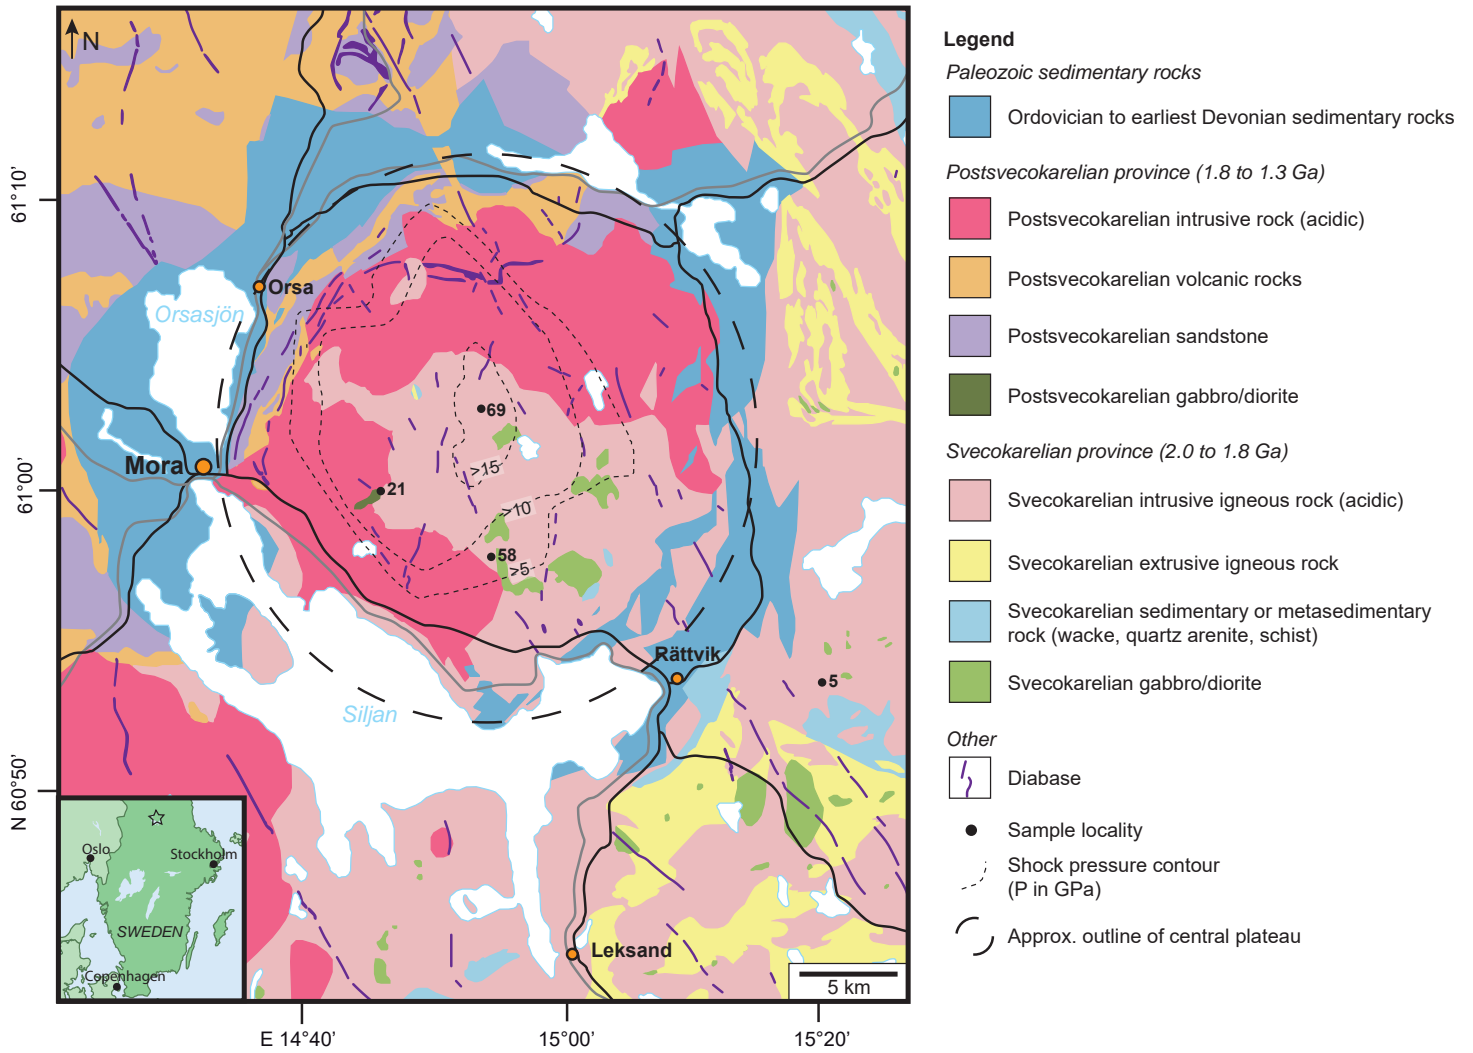 N
61°10'
61°00'
N 60°50'
E 14°40'
15°00'
15°20'
Orsa
Orsasjön
Mora
69
>15
21
>10
58
>5
Rättvik
5
Siljan
Leksand
5 km
Oslo
Stockholm
SWEDEN
Copenhagen
Legend
Paleozoic sedimentary rocks
Ordovician to earliest Devonian sedimentary rocks
Postsvecokarelian province (1.8 to 1.3 Ga)
Postsvecokarelian intrusive rock (acidic)
Postsvecokarelian volcanic rocks
Postsvecokarelian sandstone
Postsvecokarelian gabbro/diorite
Svecokarelian province (2.0 to 1.8 Ga)
Svecokarelian intrusive igneous rock (acidic)
Svecokarelian extrusive igneous rock
Svecokarelian sedimentary or metasedimentary
rock (wacke, quartz arenite, schist)
Svecokarelian gabbro/diorite
Other
Diabase
Sample locality
Shock pressure contour
(P in GPa)
Approx. outline of central plateau